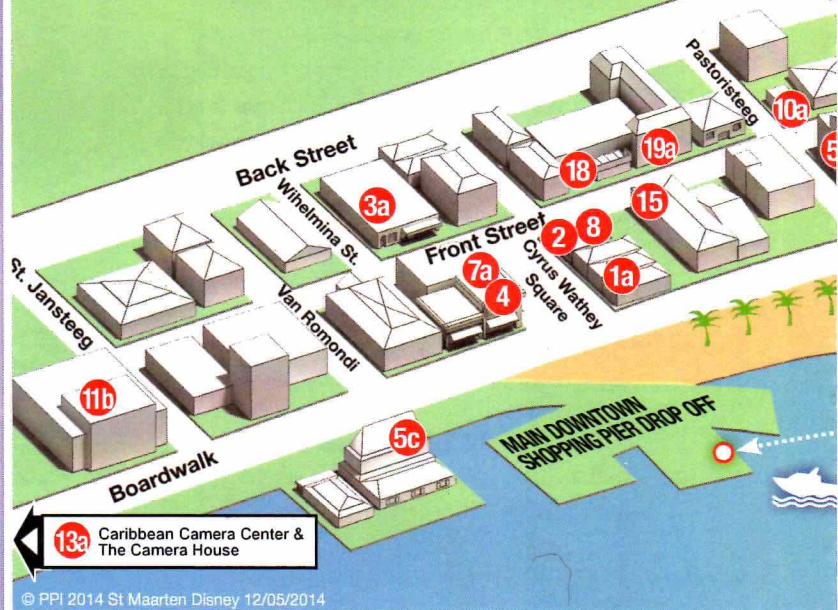 Pastoristeeg
10a
5
Back Street
19a
18
Wihelmina St.
3a
15
Front Street
2
8
Cyrus Wathey
Square
1a
7a
4
St. Jansteeg
Van Romondi
11b
5c
MAIN DOWNTOWN
SHOPPING PIER DROP OFF
Boardwalk
13a Caribbean Camera Center &
The Camera House
© PPI 2014 St Maarten Disney 12/05/2014